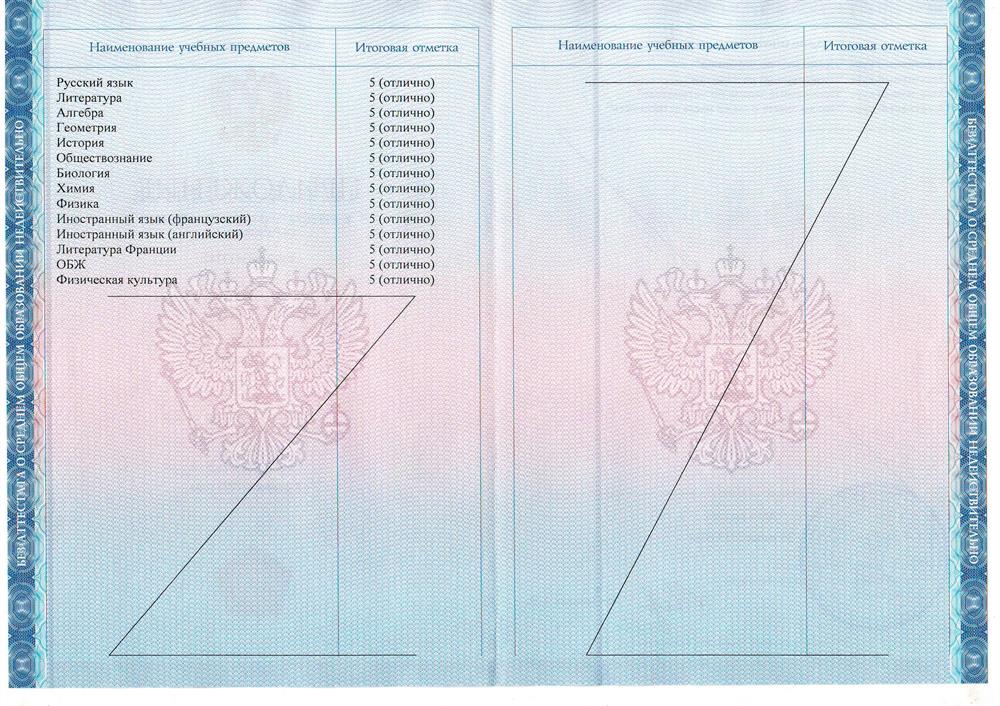 Наименование учебных предметов Итоговая отметка
Русский язык 5 (отлично)
Литература 5 (отлично)
Алгебра 5 (отлично)
Геометрия 5 (отлично)
История 5 (отлично)
Обществознание 5 (отлично)
Биология 5 (отлично)
Химия 5 (отлично)
Физика 5 (отлично)
Иностранный язык (французский) 5 (отлично)
Иностранный язык (английский) 5 (отлично)
Литература Франции 5 (отлично)
ОБЖ 5 (отлично)
Физическая культура 5 (отлично)
Наименование учебных предметов Итоговая отметка
БЕЗ АТТЕСТАТА О СРЕДНЕМ ОБЩЕМ ОБРАЗОВАНИИ НЕДЕЙСТВИТЕЛЬНО
БЕЗ АТТЕСТАТА О СРЕДНЕМ ОБЩЕМ ОБРАЗОВАНИИ НЕДЕЙСТВИТЕЛЬНО